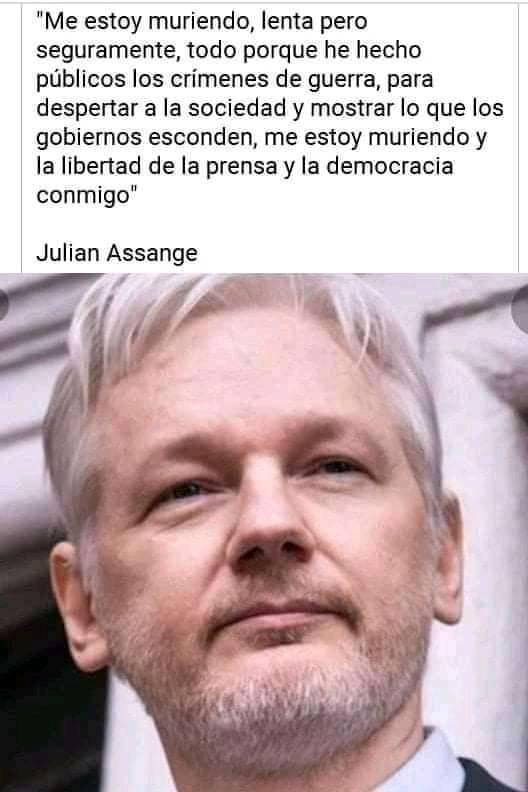 "Me estoy muriendo, lenta pero
seguramente, todo porque he hecho
públicos los crímenes de guerra, para
despertar a la sociedad y mostrar lo que los
gobiernos esconden, me estoy muriendo y
la libertad de la prensa y la democracia
conmigo"
Julian Assange